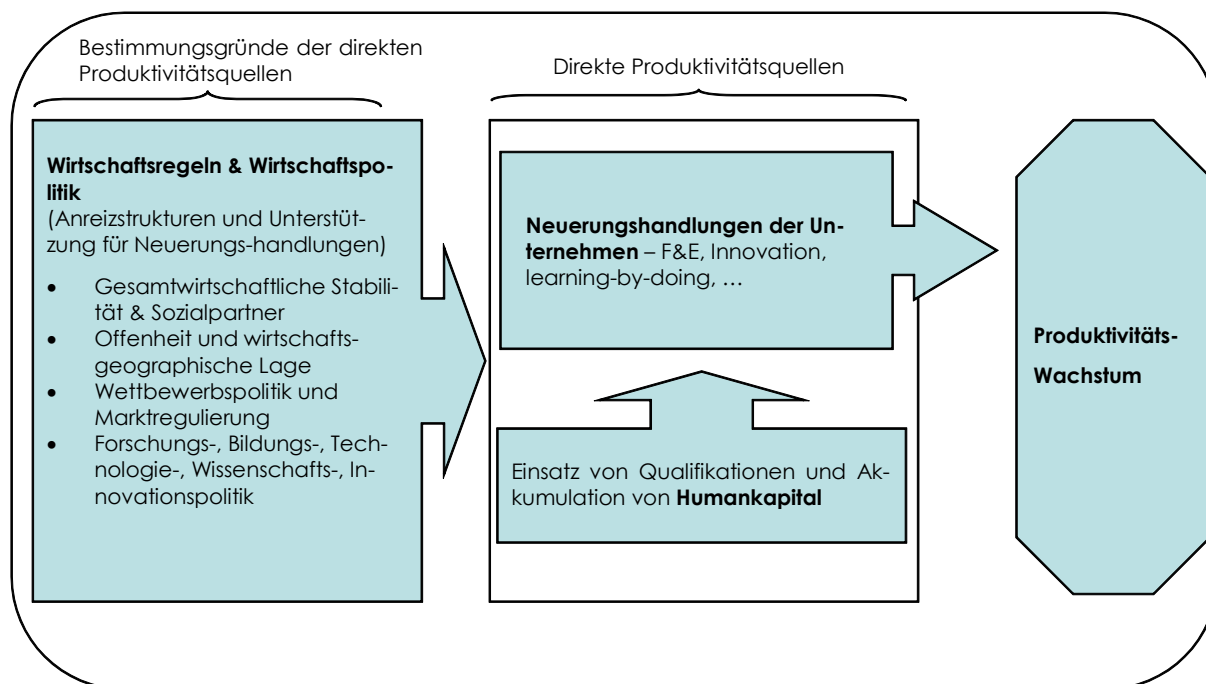 Bestimmungsgründe der direkten
Produktivitätsquellen
Direkte Produktivitätsquellen
Wirtschaftsregeln & Wirtschaftspo-
litik
(Anreizstrukturen und Unterstüt-
zung für Neuerungs-handlungen)
• Gesamtwirtschaftliche Stabili-
tät & Sozialpartner
• Offenheit und wirtschafts-
geographische Lage
• Wettbewerbspolitik und
Marktregulierung
• Forschungs-, Bildungs-, Tech-
nologie-, Wissenschafts-, In-
novationspolitik
Neuerungshandlungen der Un-
ternehmen – F&E, Innovation,
learning-by-doing, …
Einsatz von Qualifikationen und Ak-
kumulation von Humankapital
Produktivitäts-
Wachstum